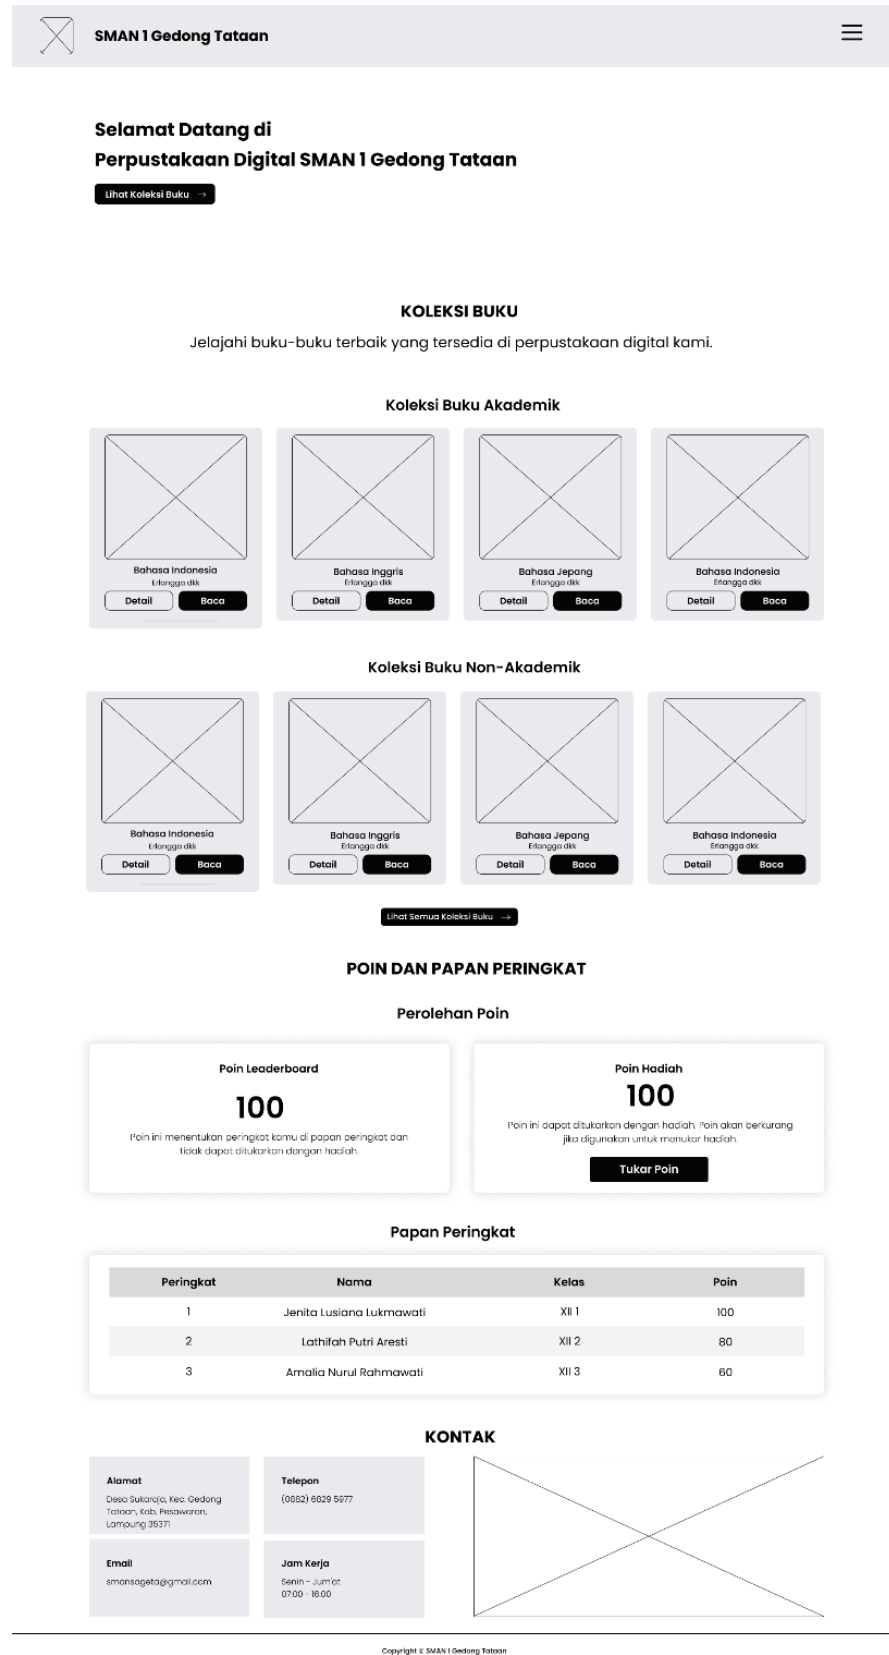 SMAN 1 Gedong Tataan
Selamat Datang di
Perpustakaan Digital SMAN 1 Gedong Tataan
Lihat Koleksi Buku →
KOLEKSI BUKU
Jelajahi buku-buku terbaik yang tersedia di perpustakaan digital kami.
Koleksi Buku Akademik
Bahasa Indonesia
Erlangga dkk
Detail Baca
Bahasa Inggris
Erlangga dkk
Detail Baca
Bahasa Jepang
Erlangga dkk
Detail Baca
Bahasa Indonesia
Erlangga dkk
Detail Baca
Koleksi Buku Non-Akademik
Bahasa Indonesia
Erlangga dkk
Detail Baca
Bahasa Inggris
Erlangga dkk
Detail Baca
Bahasa Jepang
Erlangga dkk
Detail Baca
Bahasa Indonesia
Erlangga dkk
Detail Baca
Lihat Semua Koleksi Buku →
POIN DAN PAPAN PERINGKAT
Perolehan Poin
Poin Leaderboard
100
Poin ini menentukan peringkat kamu di papan peringkat dan
tidak dapat ditukarkan dengan hadiah.
Poin Hadiah
100
Poin ini dapat ditukarkan dengan hadiah. Poin akan berkurang
jika digunakan untuk menukar hadiah.
Tukar Poin
Papan Peringkat
Peringkat Nama Kelas Poin
1 Jenita Lusiana Lukmawati XII 1 100
2 Lathifah Putri Aresti XII 2 80
3 Amalia Nurul Rahmawati XII 3 60
KONTAK
Alamat
Desa Sukaraja, Kec. Gedong
Tataan, Kab. Pesawaran,
Lampung 35371
Telepon
(0862) 6629 5977
Email
smansageta@gmail.com
Jam Kerja
Senin - Jum'at
07:00 - 16:00
Copyright © SMAN 1 Gedong Tataan